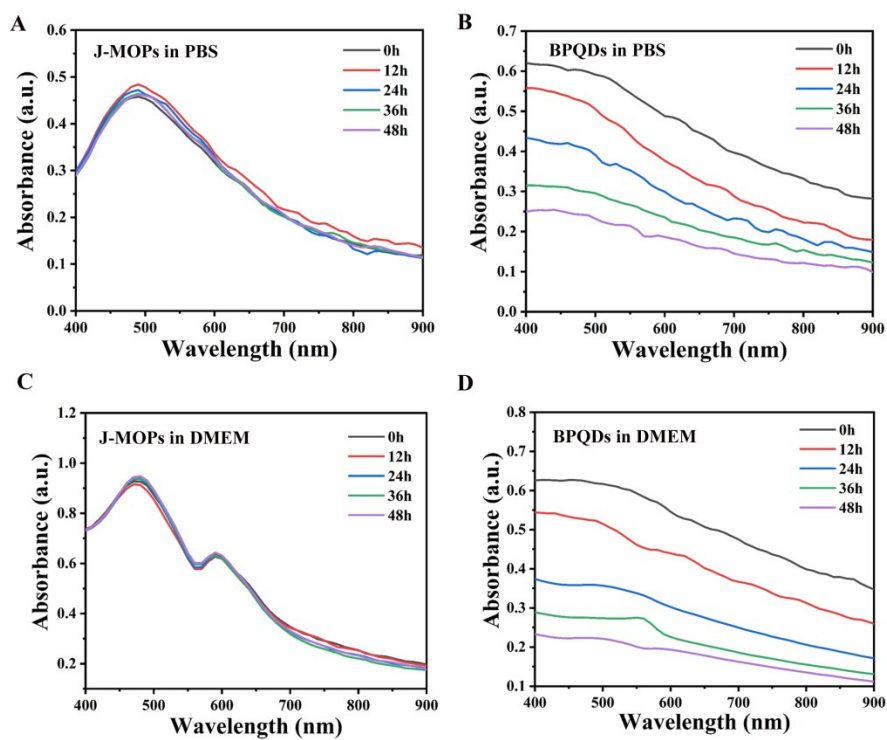 A
J-MOPs in PBS
0h
12h
24h
36h
48h
0.6
0.5
0.4
0.3
0.2
0.1
0.0
Absorbance (a.u.)
400 500 600 700 800 900
Wavelength (nm)
B
BPQDs in PBS
0h
12h
24h
36h
48h
0.7
0.6
0.5
0.4
0.3
0.2
0.1
0.0
Absorbance (a.u.)
400 500 600 700 800 900
Wavelength (nm)
C
J-MOPs in DMEM
0h
12h
24h
36h
48h
1.2
1.0
0.8
0.6
0.4
0.2
Absorbance (a.u.)
400 500 600 700 800 900
Wavelength (nm)
D
BPQDs in DMEM
0h
12h
24h
36h
48h
0.8
0.7
0.6
0.5
0.4
0.3
0.2
0.1
Absorbance (a.u.)
400 500 600 700 800 900
Wavelength (nm)